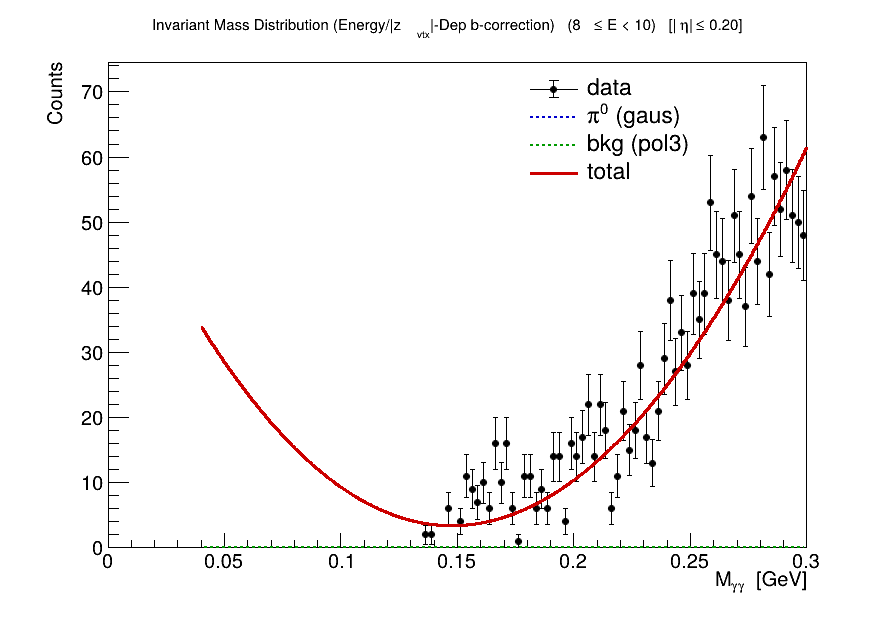 Invariant Mass Distribution (Energy/|z vtx|-Dep b-correction) (8 ≤ E < 10) [| η| ≤ 0.20]
Counts
data
π0 (gaus)
bkg (pol3)
total
70
60
50
40
30
20
10
0
0 0.05 0.1 0.15 0.2 0.25 0.3
Mγγ [GeV]